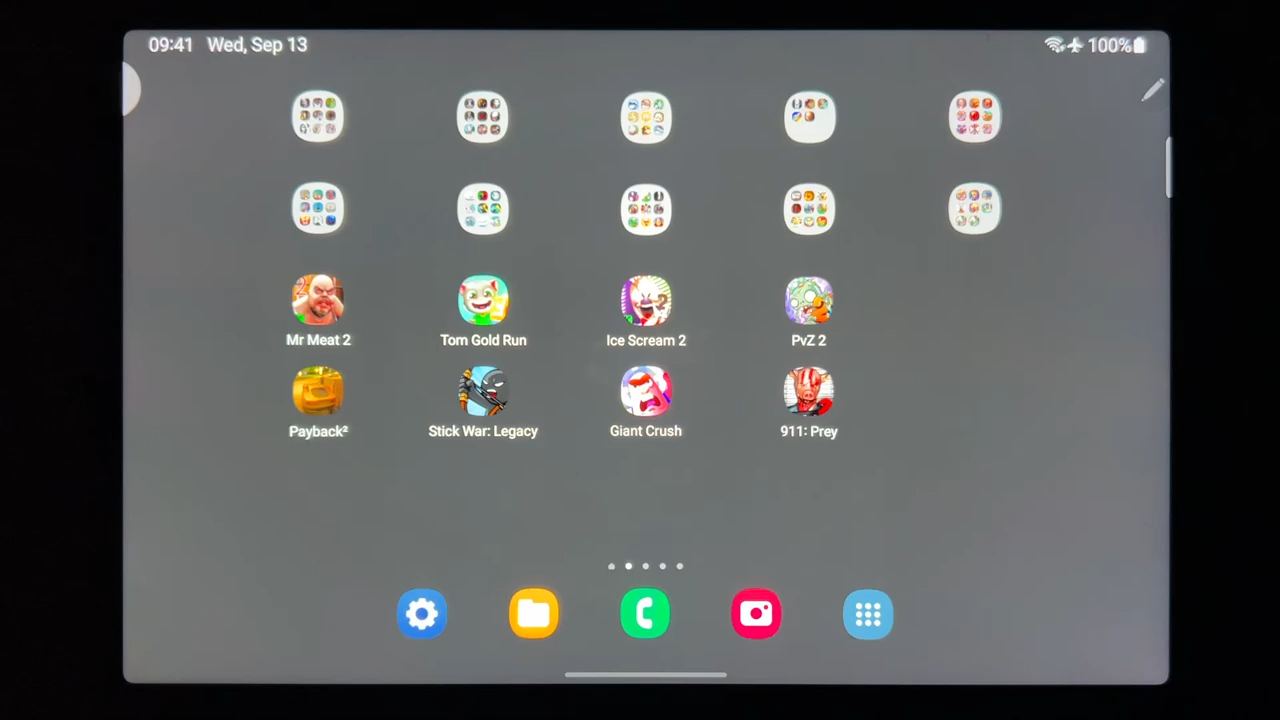 09:41 Wed, Sep 13 100%
Mr Meat 2 Tom Gold Run Ice Scream 2 PvZ 2
Payback² Stick War: Legacy Giant Crush 911: Prey